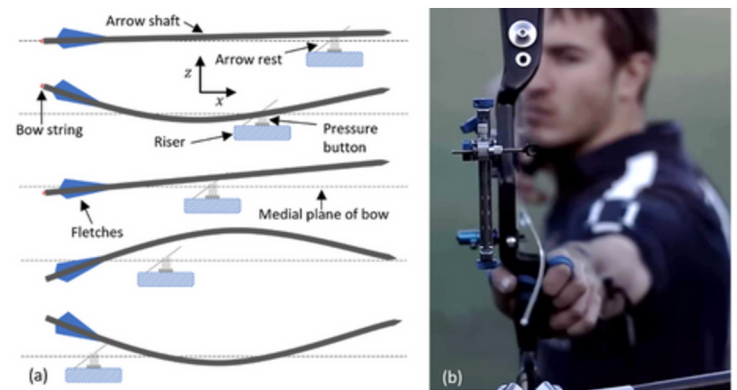 Arrow shaft
Arrow rest
z
x
Bow string
Riser
Pressure
button
Medial plane of bow
Fletches
(a)
(b)